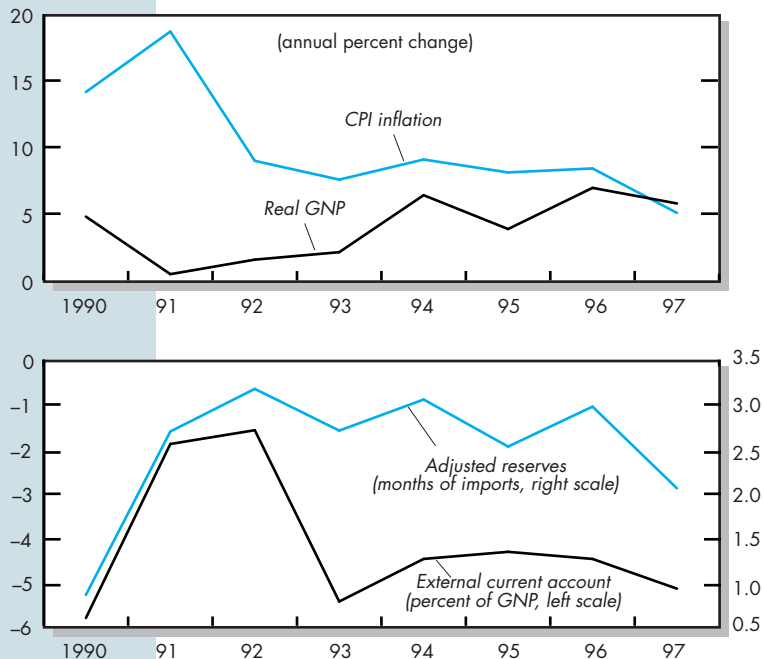 20
(annual percent change)
15
CPI inflation
10
Real GNP
5
0
1990 91 92 93 94 95 96 97
0 3.5
–1 3.0
–2 2.5
Adjusted reserves
(months of imports, right scale)
–3 2.0
–4 1.5
External current account
–5 1.0
(percent of GNP, left scale)
–6 0.5
1990 91 92 93 94 95 96 97